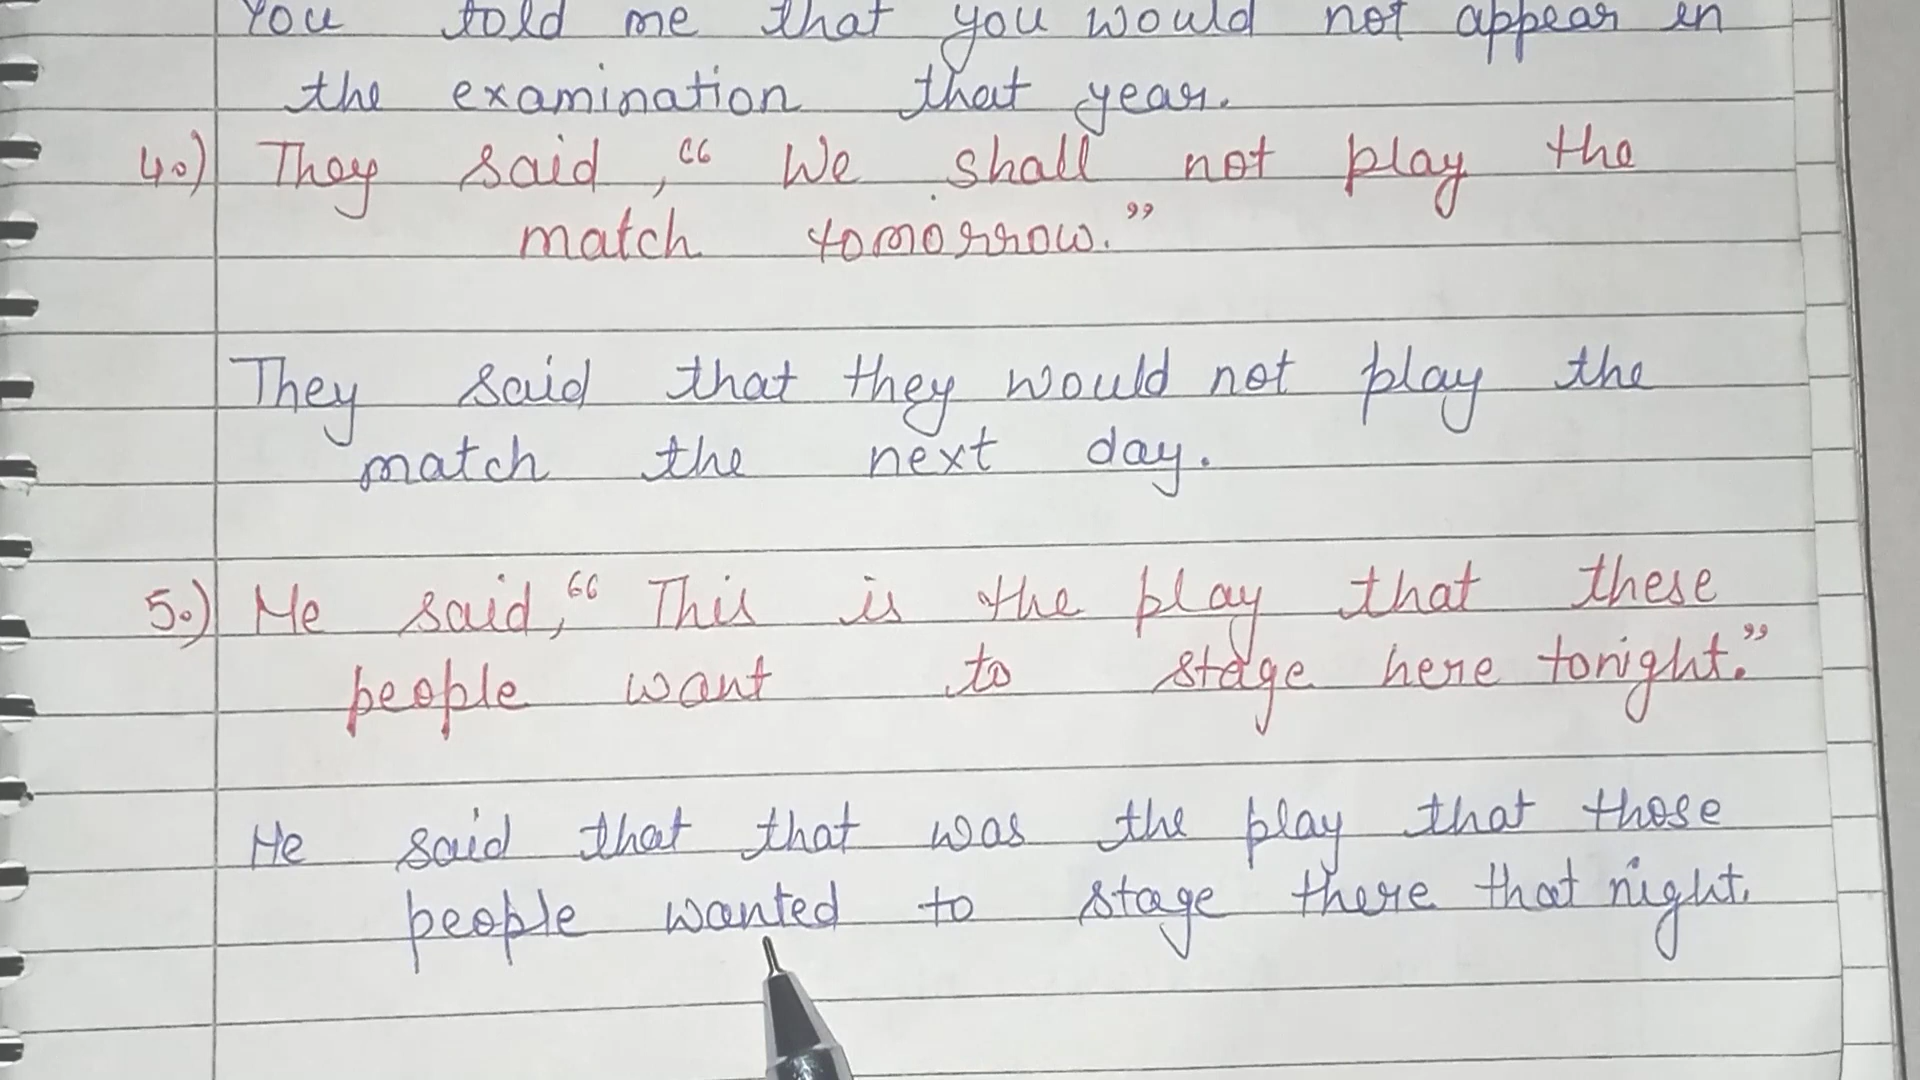 You told me that you would not appear in
the examination that year.
4.) They said, “ We shall not play the
match tomorrow.”
They said that they would not play the
match the next day.
5.) He said, “ This is the play that these
people want to stage here tonight.”
He said that that was the play that those
people wanted to stage there that night.